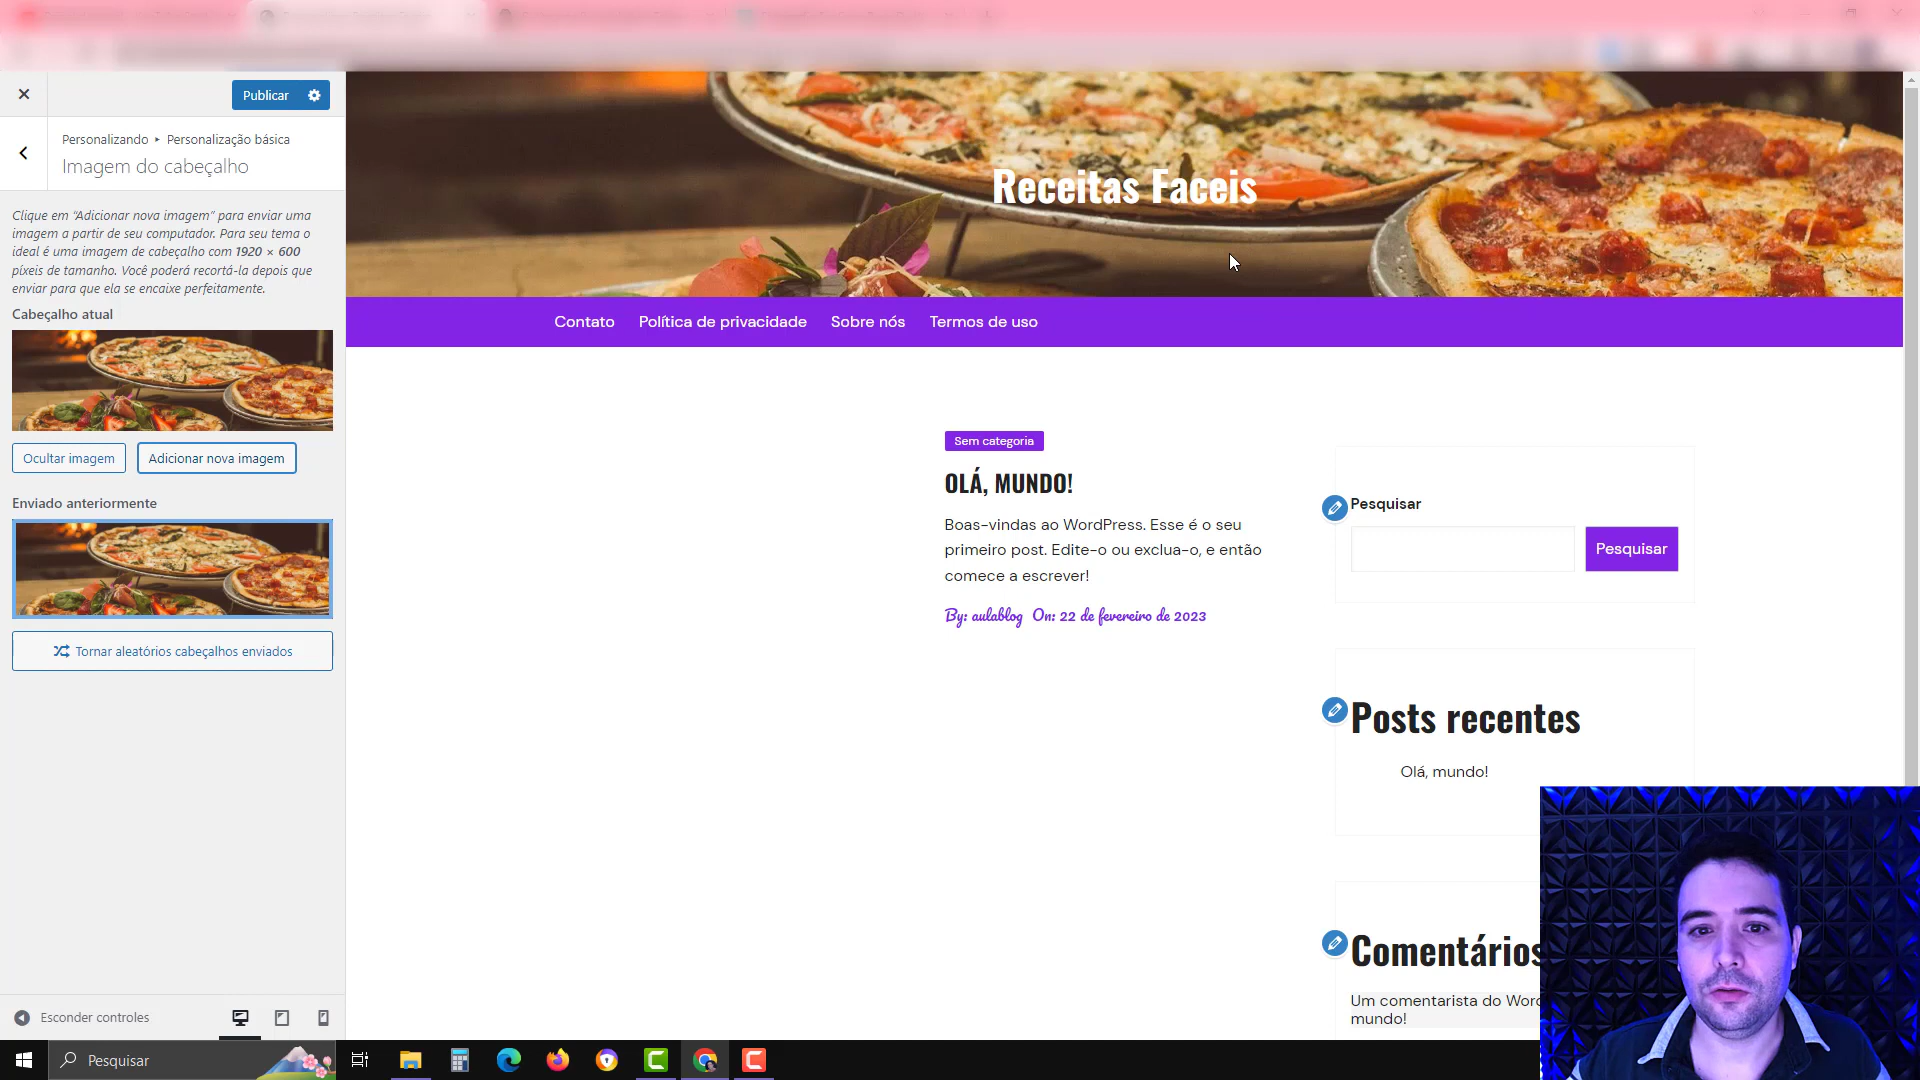 Publicar
Personalizando ▸ Personalização básica
Imagem do cabeçalho
Clique em “Adicionar nova imagem” para enviar uma
imagem a partir de seu computador. Para seu tema o
ideal é uma imagem de cabeçalho com 1920 × 600
píxeis de tamanho. Você poderá recortá-la depois que
enviar para que ela se encaixe perfeitamente.
Cabeçalho atual
Ocultar imagem
Adicionar nova imagem
Enviado anteriormente
Tornar aleatórios cabeçalhos enviados
Esconder controles
Receitas Faceis
Contato
Política de privacidade
Sobre nós
Termos de uso
Sem categoria
OLÁ, MUNDO!
Boas-vindas ao WordPress. Esse é o seu
primeiro post. Edite-o ou exclua-o, e então
comece a escrever!
By: aulablog On: 22 de fevereiro de 2023
Pesquisar
Pesquisar
Posts recentes
Olá, mundo!
Comentários
Um comentarista do
mundo!
Pesquisar